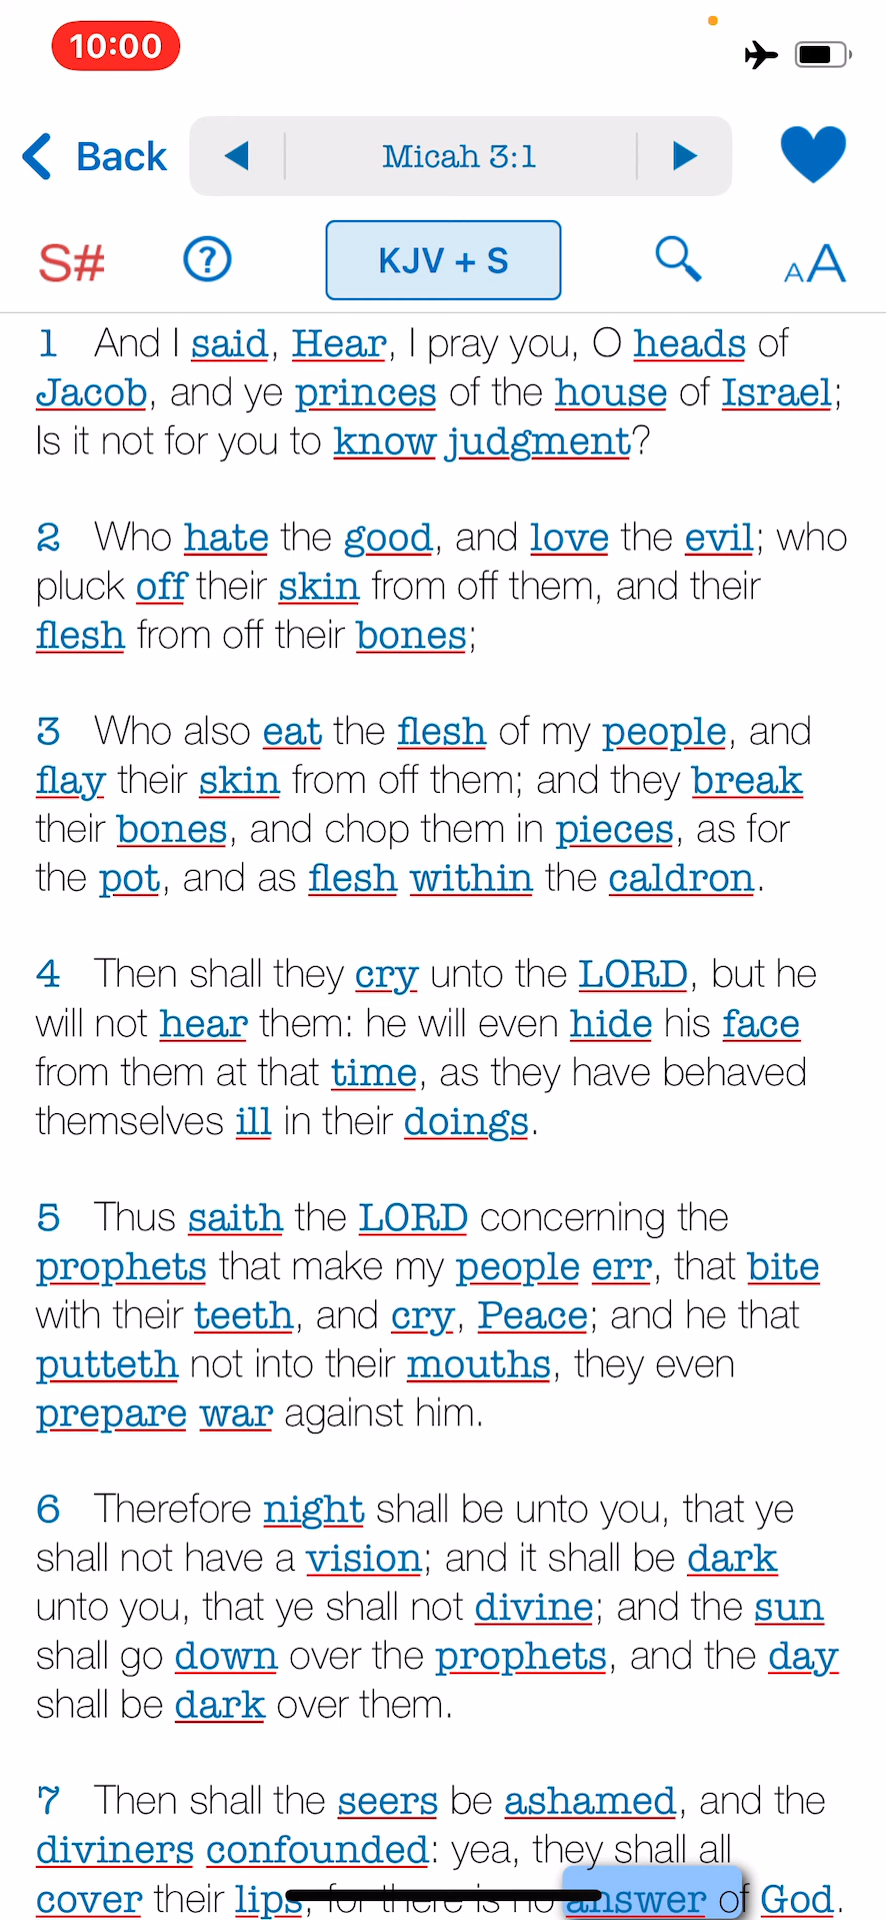 10:00
Back
Micah 3:1
S#
?
KJV + S
AA
1 And I said, Hear, I pray you, O heads of
Jacob, and ye princes of the house of Israel;
Is it not for you to know judgment?
2 Who hate the good, and love the evil; who
pluck off their skin from off them, and their
flesh from off their bones;
3 Who also eat the flesh of my people, and
flay their skin from off them; and they break
their bones, and chop them in pieces, as for
the pot, and as flesh within the caldron.
4 Then shall they cry unto the LORD, but he
will not hear them: he will even hide his face
from them at that time, as they have behaved
themselves ill in their doings.
5 Thus saith the LORD concerning the
prophets that make my people err, that bite
with their teeth, and cry, Peace; and he that
putteth not into their mouths, they even
prepare war against him.
6 Therefore night shall be unto you, that ye
shall not have a vision; and it shall be dark
unto you, that ye shall not divine; and the sun
shall go down over the prophets, and the day
shall be dark over them.
7 Then shall the seers be ashamed, and the
diviners confounded: yea, they shall all
cover their lips; for there is no answer of God.